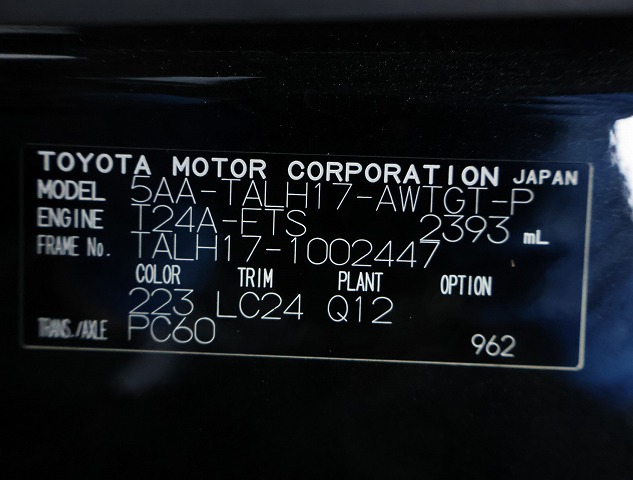 TOYOTA MOTOR CORPORATION JAPAN
MODEL 5AA-TALH17-AWTGT-P
ENGINE T24A-FTS 2393 mL
FRAME No. TALH17-1002447
COLOR TRIM PLANT OPTION
223 LC24 Q12
TRANS./AXLE PC60 962